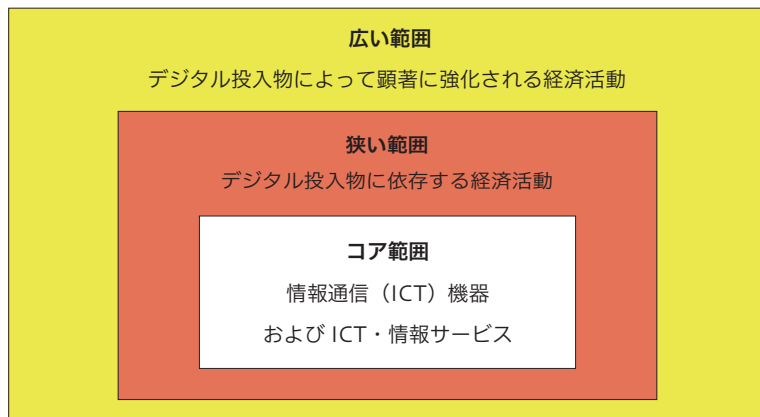 広い範囲
デジタル投入物によって顕著に強化される経済活動
狭い範囲
デジタル投入物に依存する経済活動
コア範囲
情報通信（ICT）機器
および ICT・情報サービス